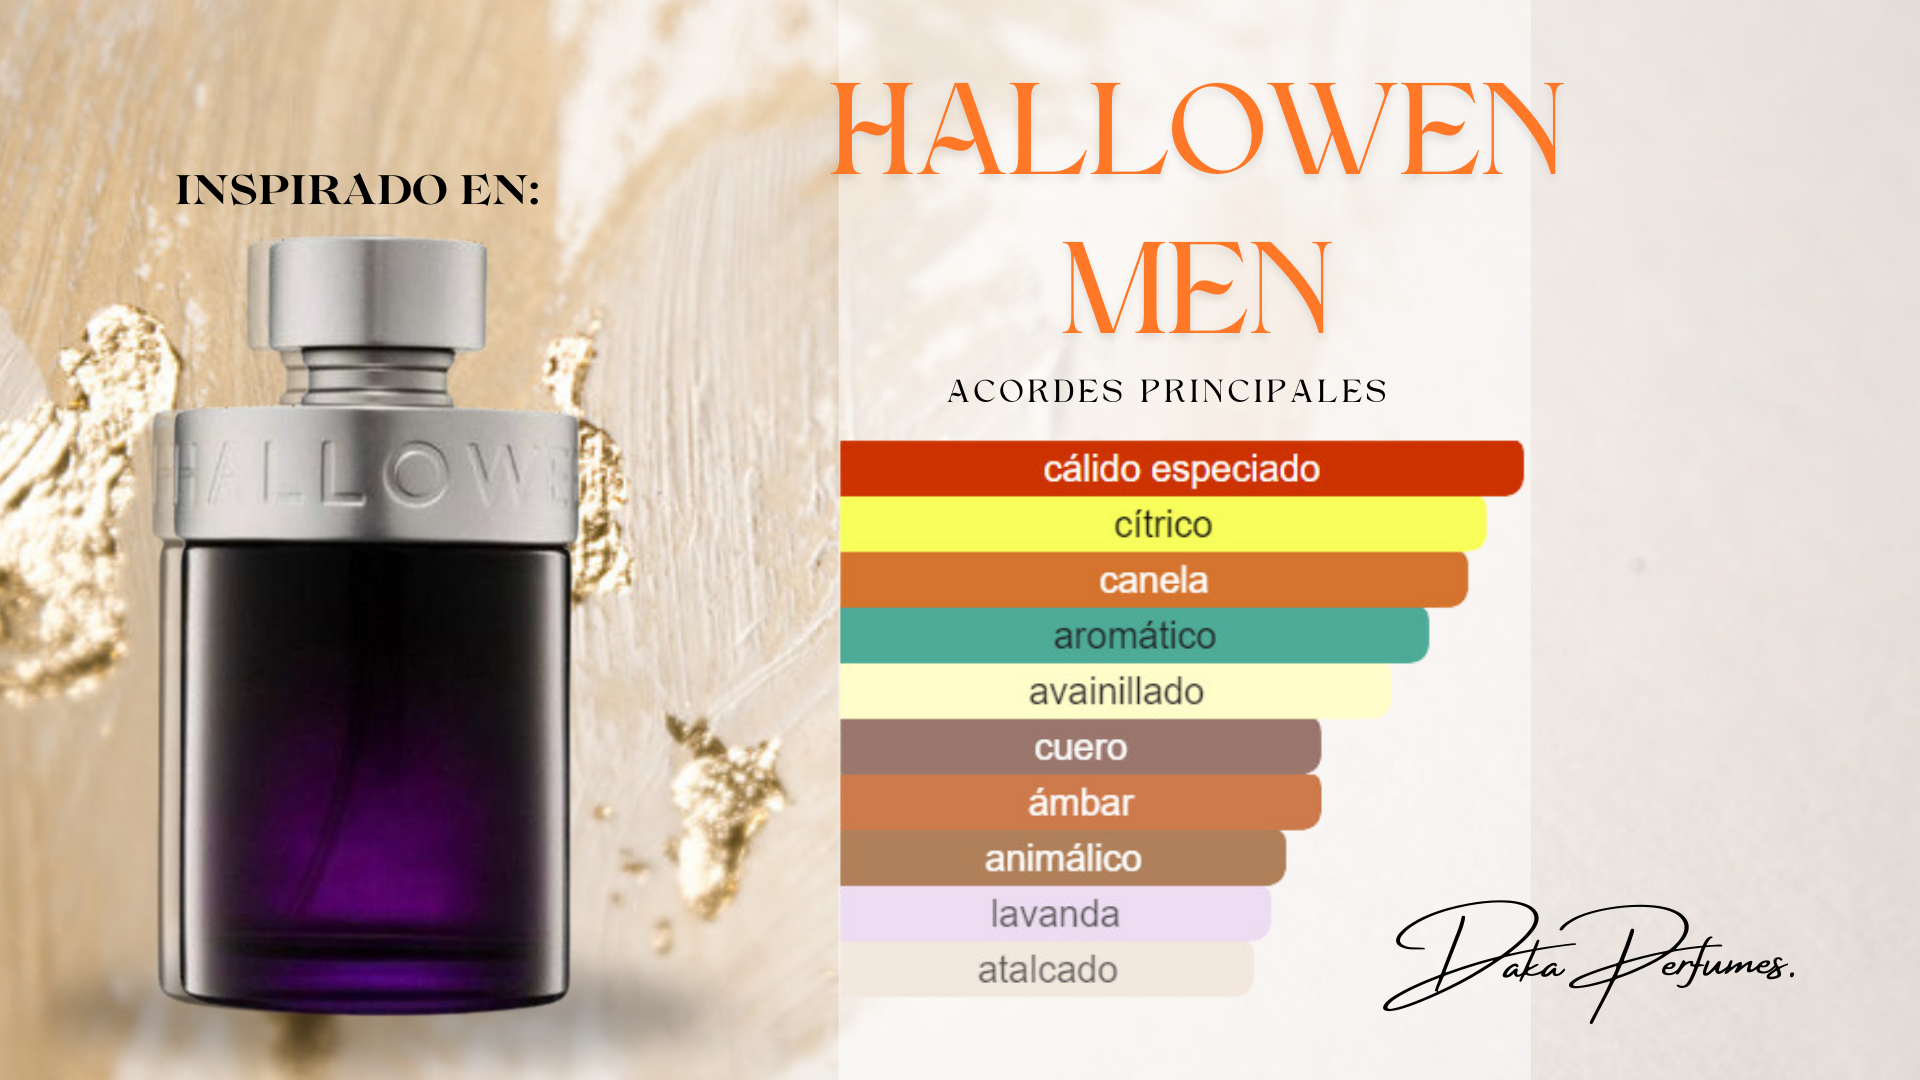 HALLOWEN
MEN
INSPIRADO EN:
ACORDES PRINCIPALES
HALLOWE
cálido especiado
cítrico
canela
aromático
avainillado
cuero
ámbar
animálico
lavanda
atalcado
Daka Perfumes.